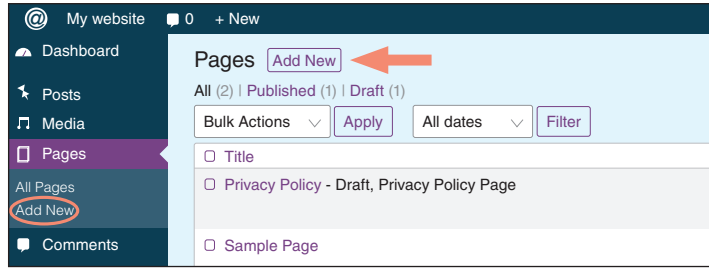 My website 0 + New
Dashboard
Posts
Media
Pages
All Pages
Add New
Comments
Pages Add New
All (2) | Published (1) | Draft (1)
Bulk Actions Apply All dates Filter
Title
Privacy Policy - Draft, Privacy Policy Page
Sample Page